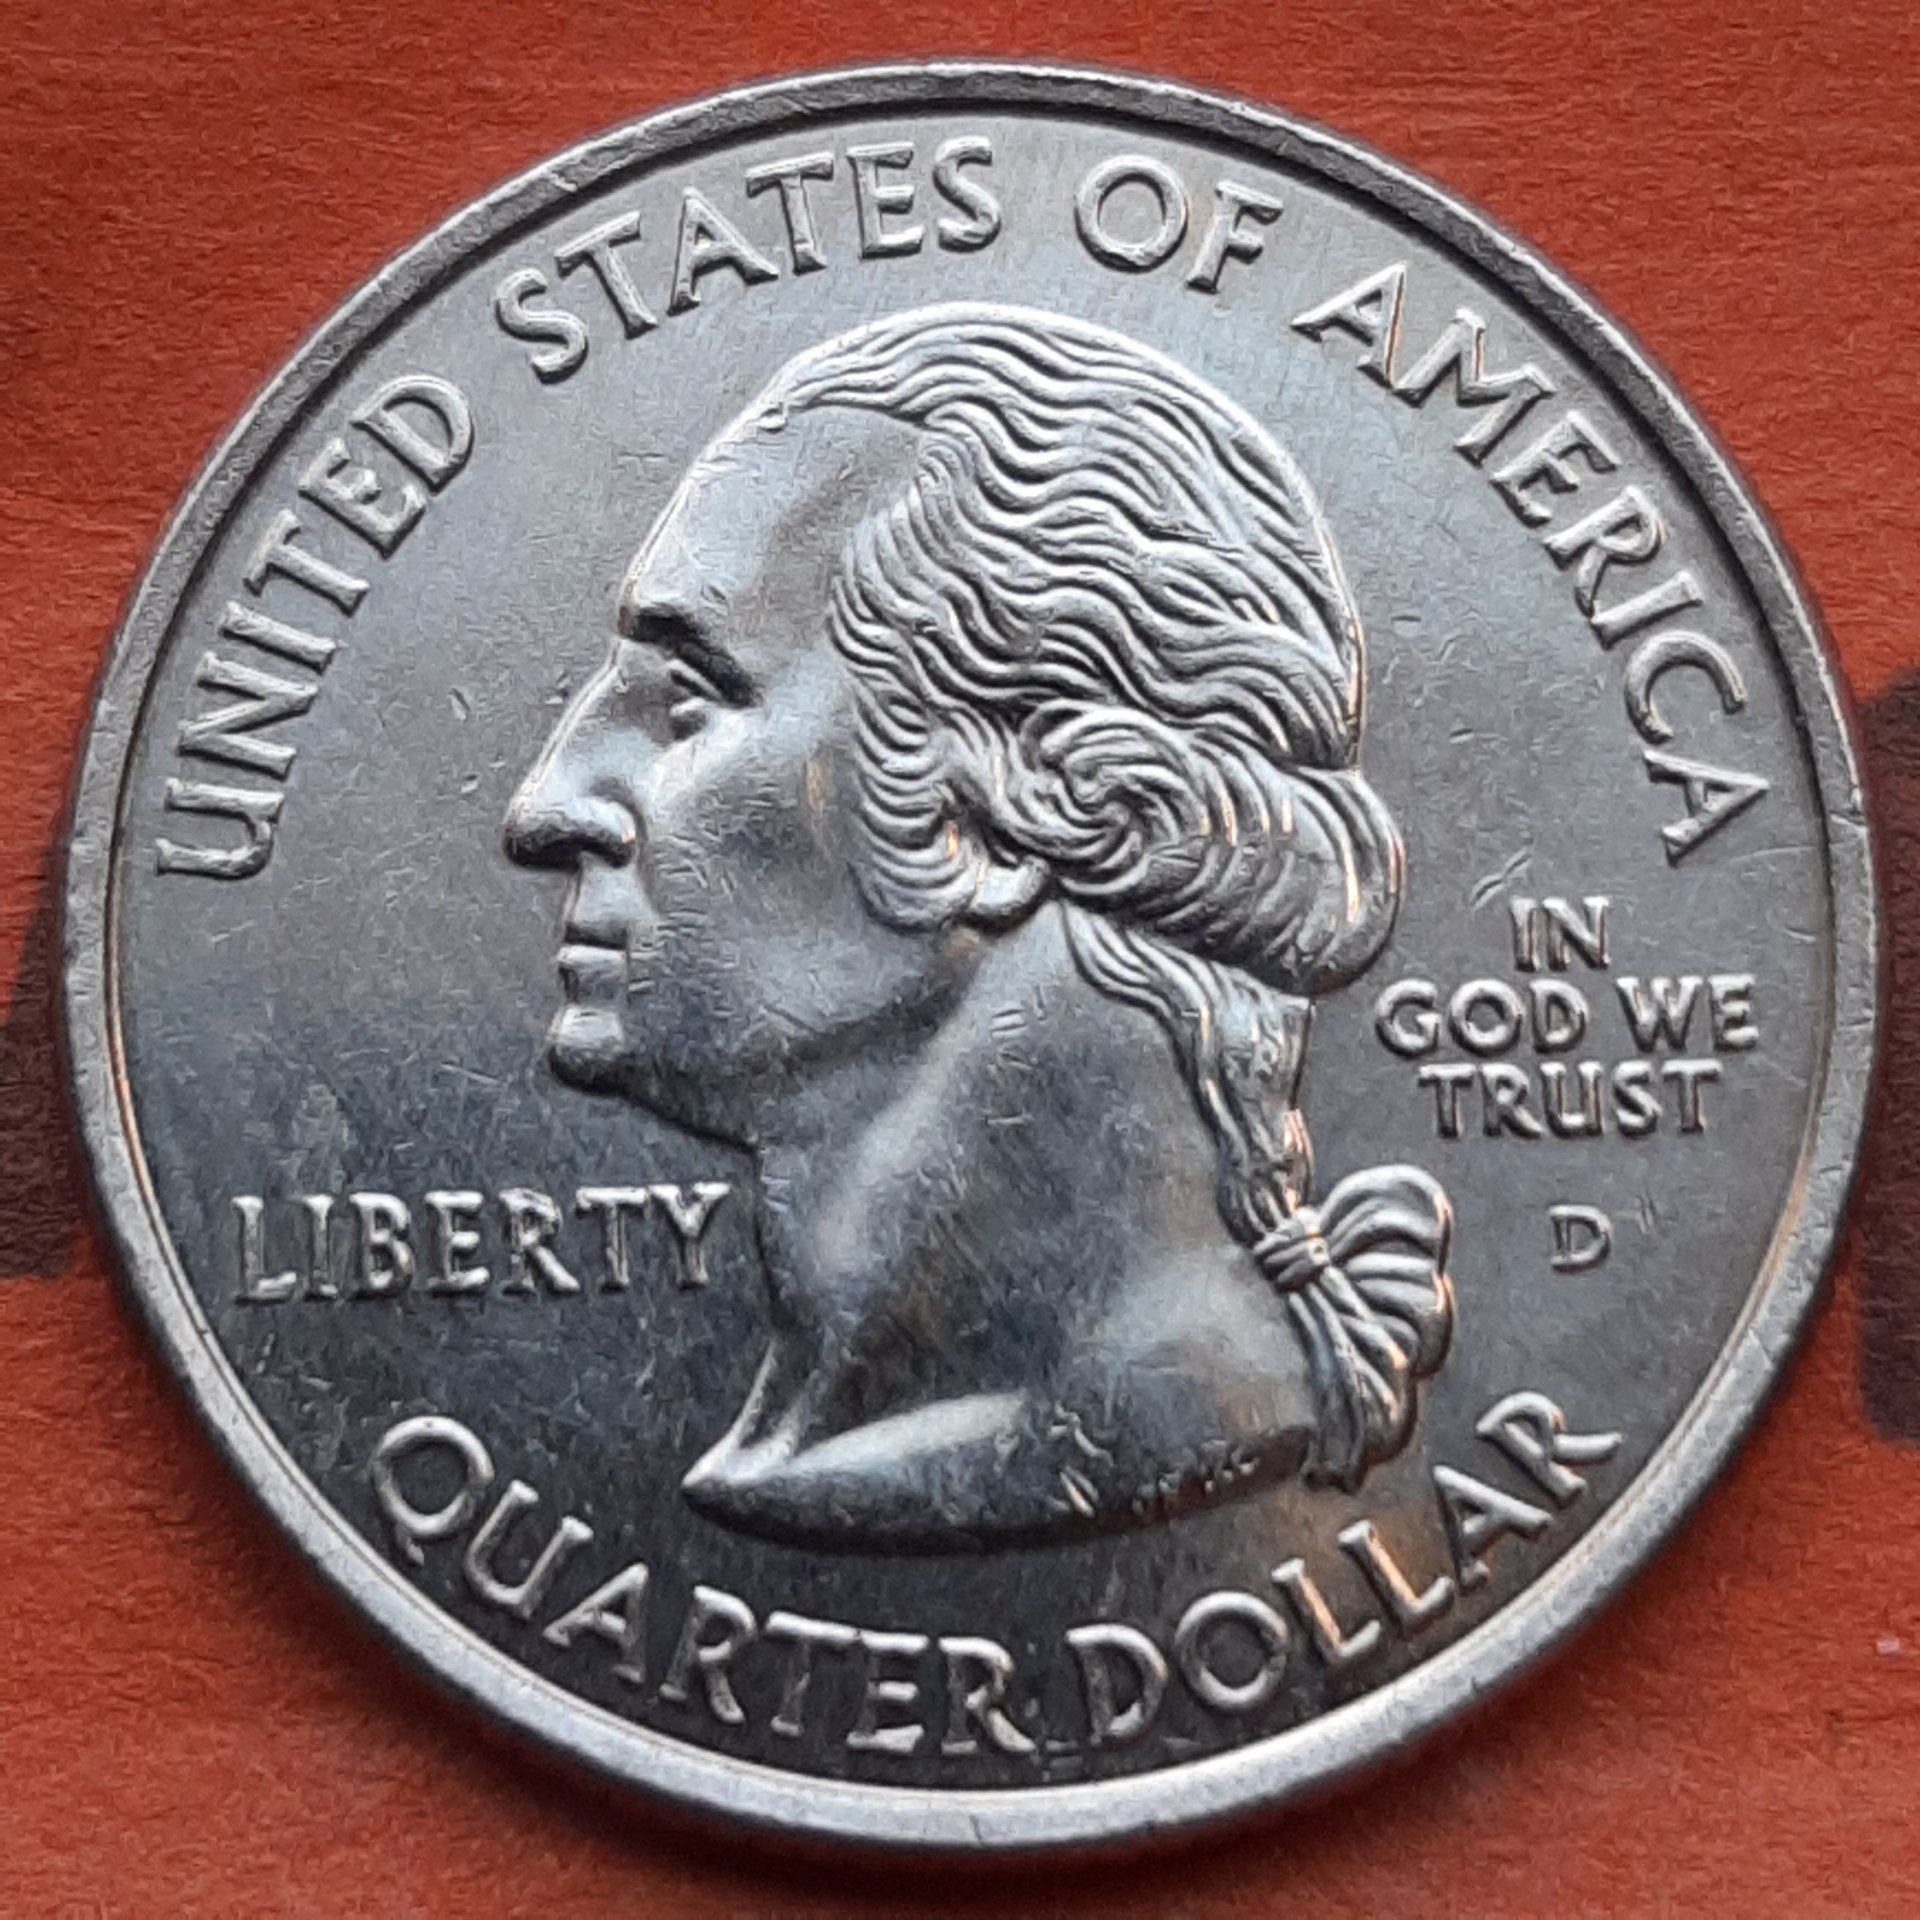 UNITED STATES OF AMERICA
IN
GOD WE
TRUST
LIBERTY
D
QUARTER DOLLAR